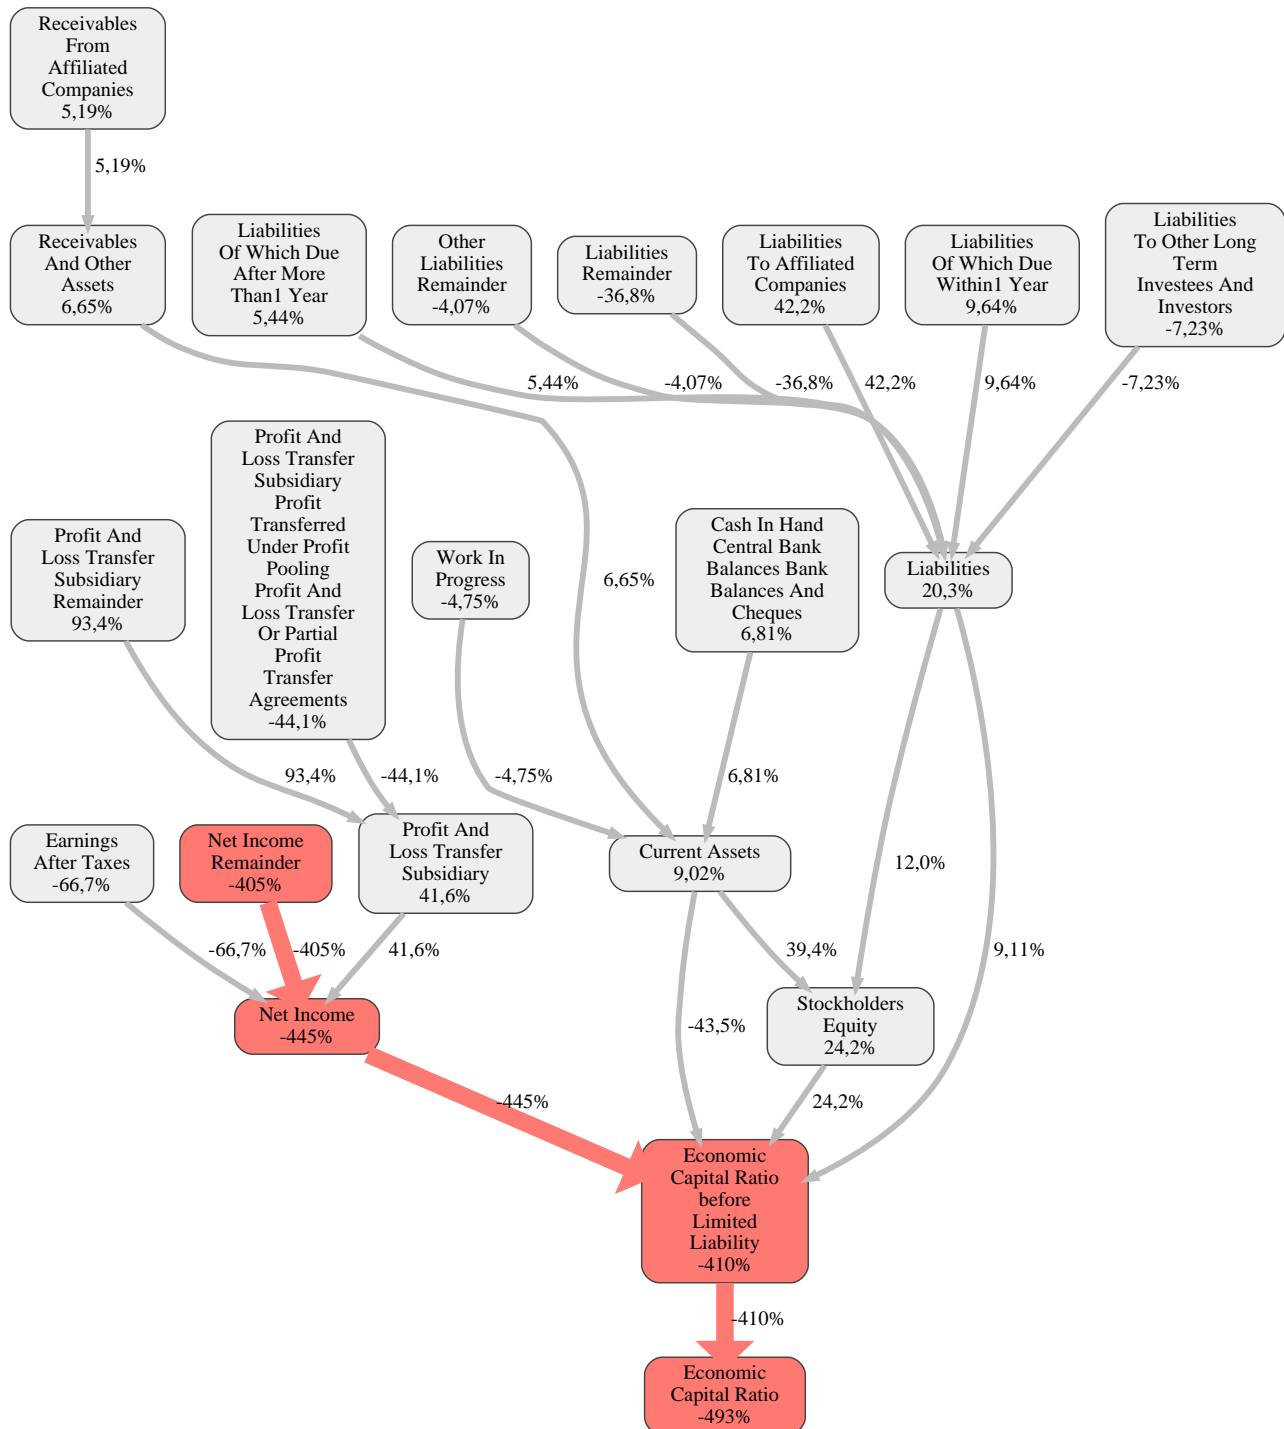 Receivables
From
Affiliated
Companies
5,19%
5,19%
Receivables
And Other
Assets
6,65%
Liabilities
Of Which Due
After More
Than1 Year
5,44%
Other
Liabilities
Remainder
-4,07%
Liabilities
Remainder
-36,8%
Liabilities
To Affiliated
Companies
42,2%
Liabilities
Of Which Due
Within1 Year
9,64%
Liabilities
To Other Long
Term
Investees And
Investors
-7,23%
5,44%
-4,07%
-36,8%
42,2%
9,64%
-7,23%
Profit And
Loss Transfer
Subsidiary
Remainder
93,4%
Profit And
Loss Transfer
Subsidiary
Profit
Transferred
Under Profit
Pooling
Profit And
Loss Transfer
Or Partial
Profit
Transfer
Agreements
-44,1%
Work In
Progress
-4,75%
6,65%
Cash In Hand
Central Bank
Balances Bank
Balances And
Cheques
6,81%
Liabilities
20,3%
93,4%
-44,1%
-4,75%
6,81%
Earnings
After Taxes
-66,7%
Net Income
Remainder
-405%
Profit And
Loss Transfer
Subsidiary
41,6%
Current Assets
9,02%
12,0%
-66,7%
-405%
41,6%
39,4%
9,11%
Net Income
-445%
-43,5%
Stockholders
Equity
24,2%
-445%
24,2%
Economic
Capital Ratio
before
Limited
Liability
-410%
-410%
Economic
Capital Ratio
-493%